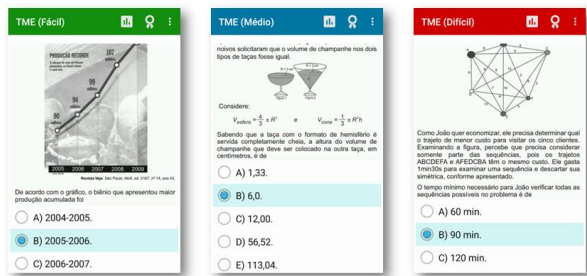 TME (Fácil)
PRODUÇÃO RECORDE
107
99
94
90
2005 2006 2007 2008 2009
Revista Veja. São Paulo: Abril, ed. 2107, nº 14, ano 42.
De acordo com o gráfico, o biênio que apresentou maior
produção acumulada foi
A) 2004-2005.
B) 2005-2006.
C) 2006-2007.
TME (Médio)
noivos solicitaram que o volume de champanhe nos dois
tipos de taças fosse igual.
Considere:
V esfera = 4/3 π R³ e V cone = 1/3 π R²h
Sabendo que a taça com o formato de hemisfério é
servida completamente cheia, a altura do volume de
champanhe que deve ser colocado na outra taça, em
centímetros, é de
A) 1,33.
B) 6,0.
C) 12,00.
D) 56,52.
E) 113,04.
TME (Difícil)
Como João quer economizar, ele precisa determinar qual
o trajeto de menor custo para visitar os cinco clientes.
Examinando a figura, percebe que precisa considerar
somente parte das sequências, pois os trajetos
ABCDEFA e AFEDCBA têm o mesmo custo. Ele gasta
1min30s para examinar uma sequência e descartar sua
simétrica, conforme apresentado.
O tempo mínimo necessário para João verificar todas as
sequências possíveis no problema é de
A) 60 min.
B) 90 min.
C) 120 min.